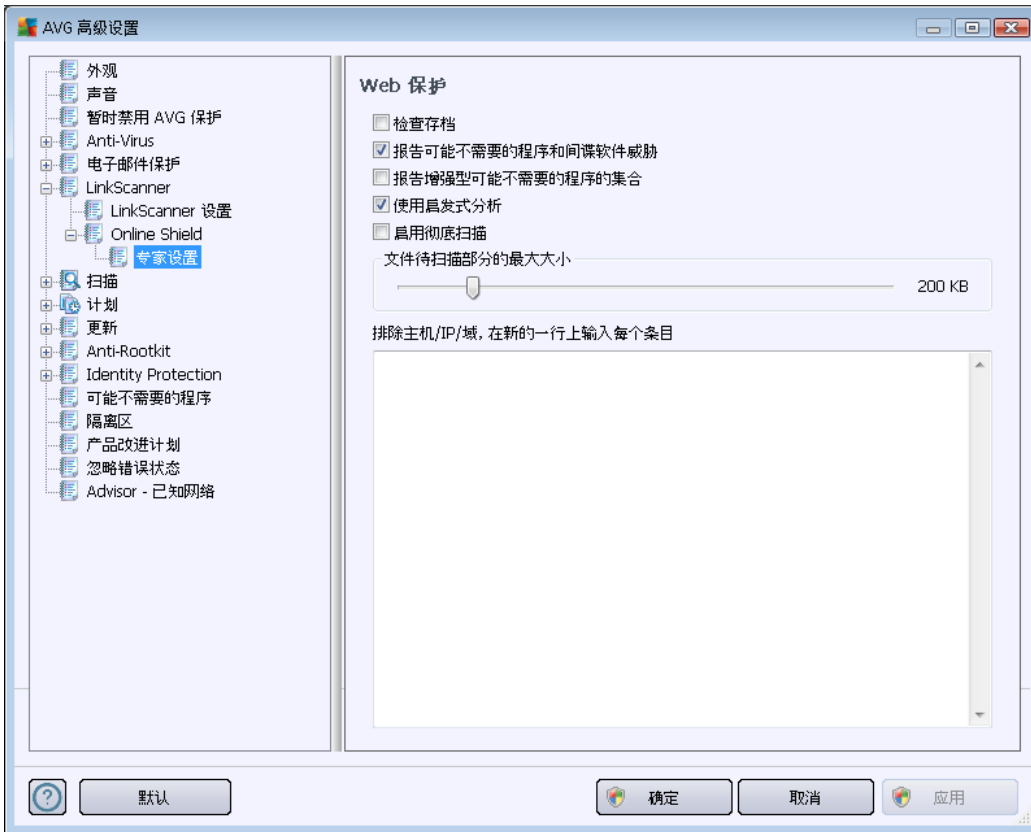 AVG 高级设置
外观
声音
暂时禁用 AVG 保护
Anti-Virus
电子邮件保护
LinkScanner
LinkScanner 设置
Online Shield
专家设置
扫描
计划
更新
Anti-Rootkit
Identity Protection
可能不需要的程序
隔离区
产品改进计划
忽略错误状态
Advisor - 已知网络
Web 保护
检查存档
报告可能不需要的程序和间谍软件威胁
报告增强型可能不需要的程序的集合
使用启发式分析
启用彻底扫描
文件待扫描部分的最大大小
200 KB
排除主机/IP/域, 在新的一行上输入每个条目
默认
确定
取消
应用